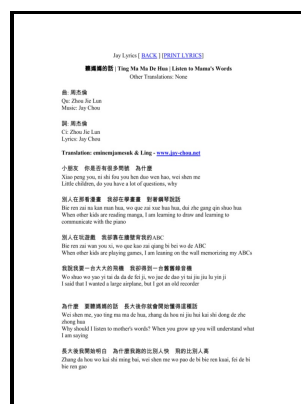 Jay Lyrics [ BACK ] [PRINT LYRICS]
聽媽媽的話 | Ting Ma Ma De Hua | Listen to Mama's Words
Other Translations: None
曲: 周杰倫
Qu: Zhou Jie Lun
Music: Jay Chou
詞: 周杰倫
Ci: Zhou Jie Lun
Lyrics: Jay Chou
Translation: eminemjamesuk & Ling - www.jay-chou.net
小朋友 你是否有很多問號 為什麼
Xiao peng you, ni shi fou you hen duo wen hao, wei shen me
Little children, do you have a lot of questions, why
別人在那看漫畫 我卻在學畫畫 對著鋼琴說話
Bie ren zai na kan man hua, wo que zai xue hua hua, dui zhe gang qin shuo hua
When other kids are reading manga, I am learning to draw and learning to
communicate with the piano
別人在玩遊戲 我卻靠在牆壁背我的ABC
Bie ren zai wan you xi, wo que kao zai qiang bi bei wo de ABC
When other kids are playing games, I am leaning on the wall memorizing my ABCs
我說我要一台大大的飛機 我卻得到一台舊舊錄音機
Wo shuo wo yao yi tai da da de fei ji, wo jue de dao yi tai jiu jiu lu yin ji
I said that I wanted a large airplane, but I got an old recorder
為什麼 要聽媽媽的話 長大後你就會開始懂得這種話
Wei shen me, yao ting ma ma de hua, zhang da hou ni jiu hui kai shi dong de zhe
zhong hua
Why should I listen to mother's words? When you grow up you will understand what
I am saying
長大後我開始明白 為什麼我跑的比別人快 飛的比別人高
Zhang da hou wo kai shi ming bai, wei shen me wo pao de bi bie ren kuai, fei de bi
bie ren gao